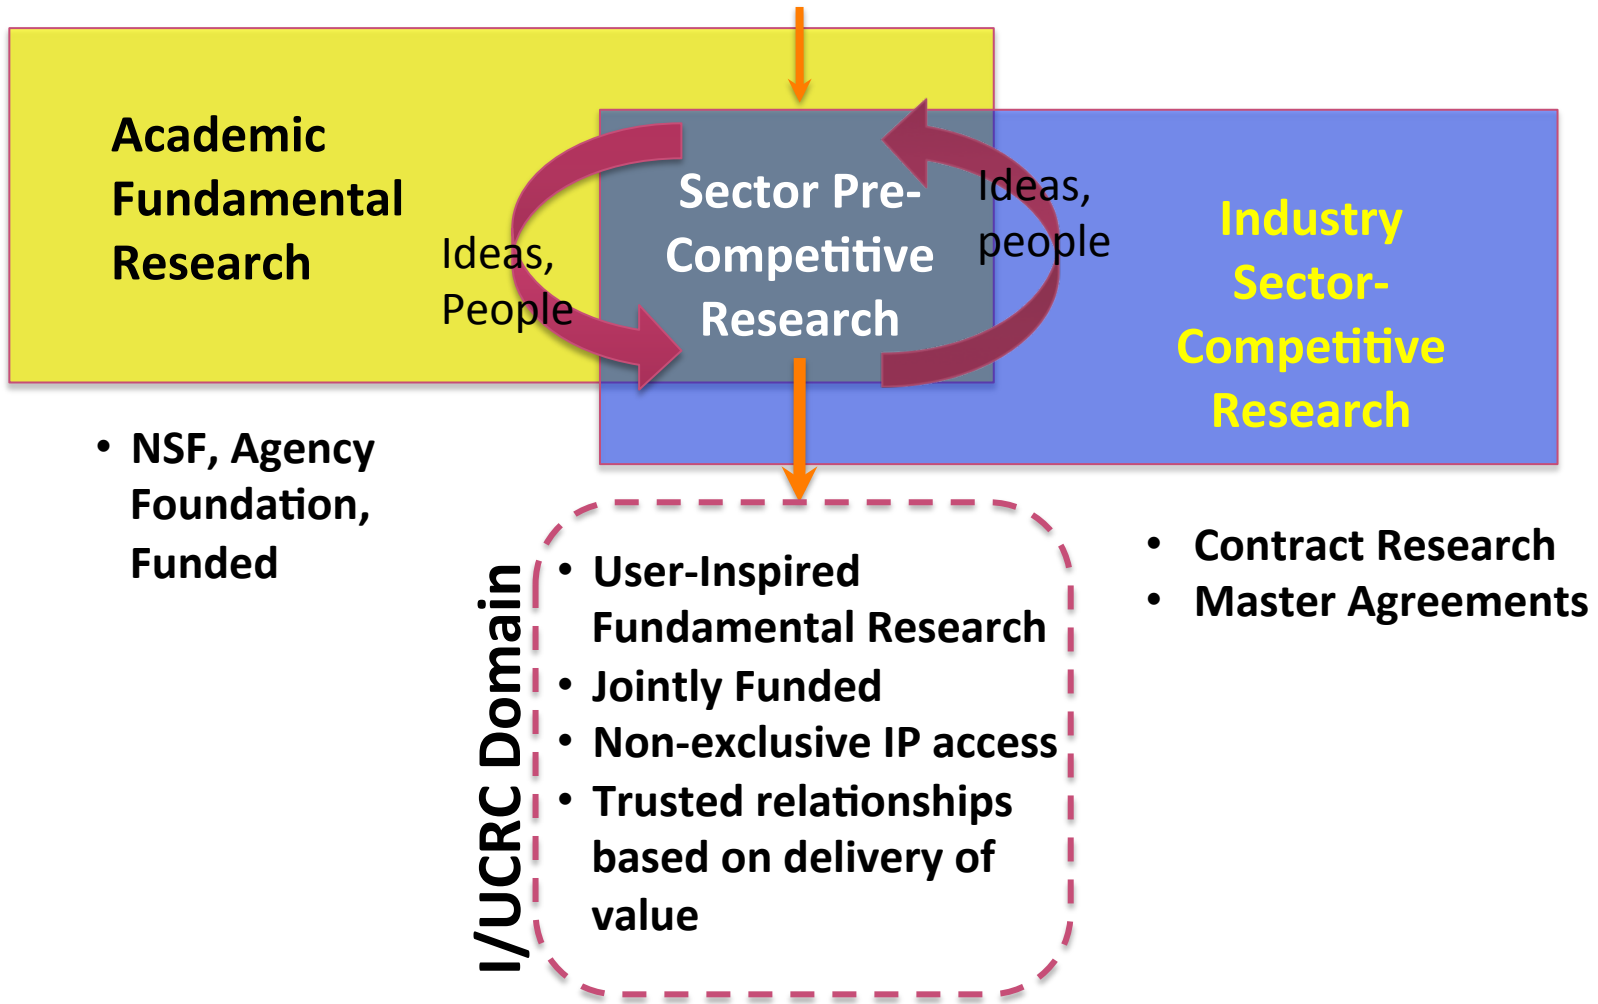 Academic
Fundamental
Research
Ideas,
People
Sector Pre-
Competitive
Research
Ideas,
people
Industry
Sector-
Competitive
Research
• NSF, Agency
Foundation,
Funded
I/UCRC Domain
• User-Inspired
Fundamental Research
• Jointly Funded
• Non-exclusive IP access
• Trusted relationships
based on delivery of
value
• Contract Research
• Master Agreements